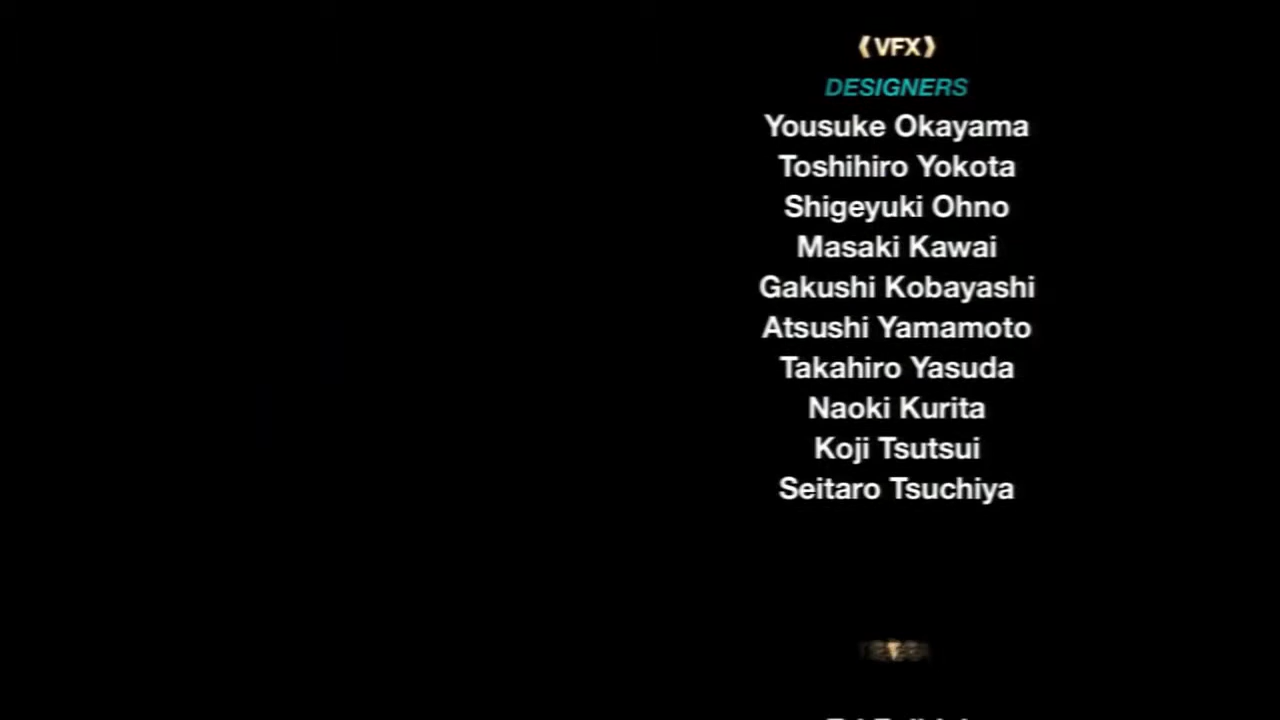 ❰VFX❱
DESIGNERS
Yousuke Okayama
Toshihiro Yokota
Shigeyuki Ohno
Masaki Kawai
Gakushi Kobayashi
Atsushi Yamamoto
Takahiro Yasuda
Naoki Kurita
Koji Tsutsui
Seitaro Tsuchiya